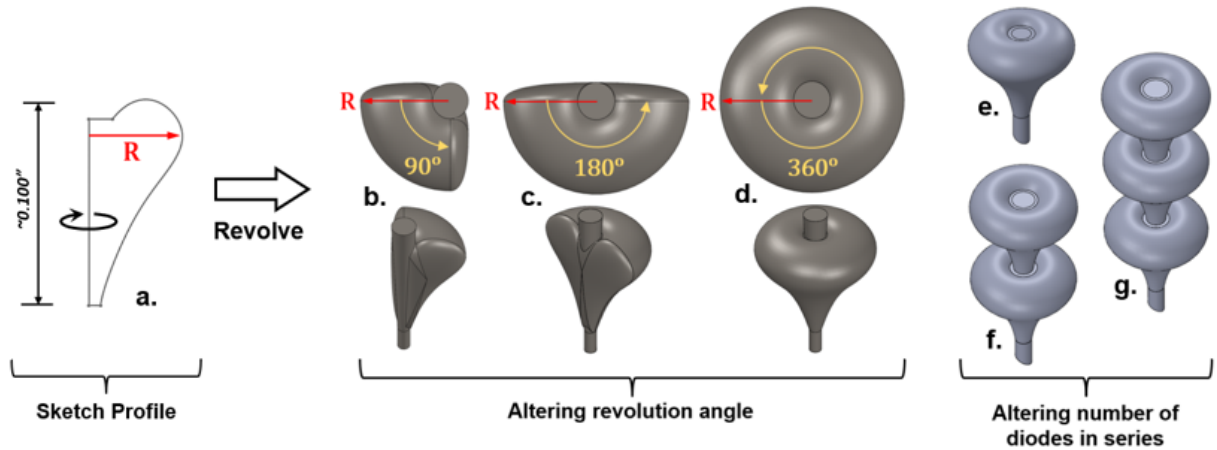 ~0.100"
R
a.
Sketch Profile
Revolve
R
90º
b.
R
180º
c.
R
360º
d.
Altering revolution angle
e.
f.
g.
Altering number of
diodes in series